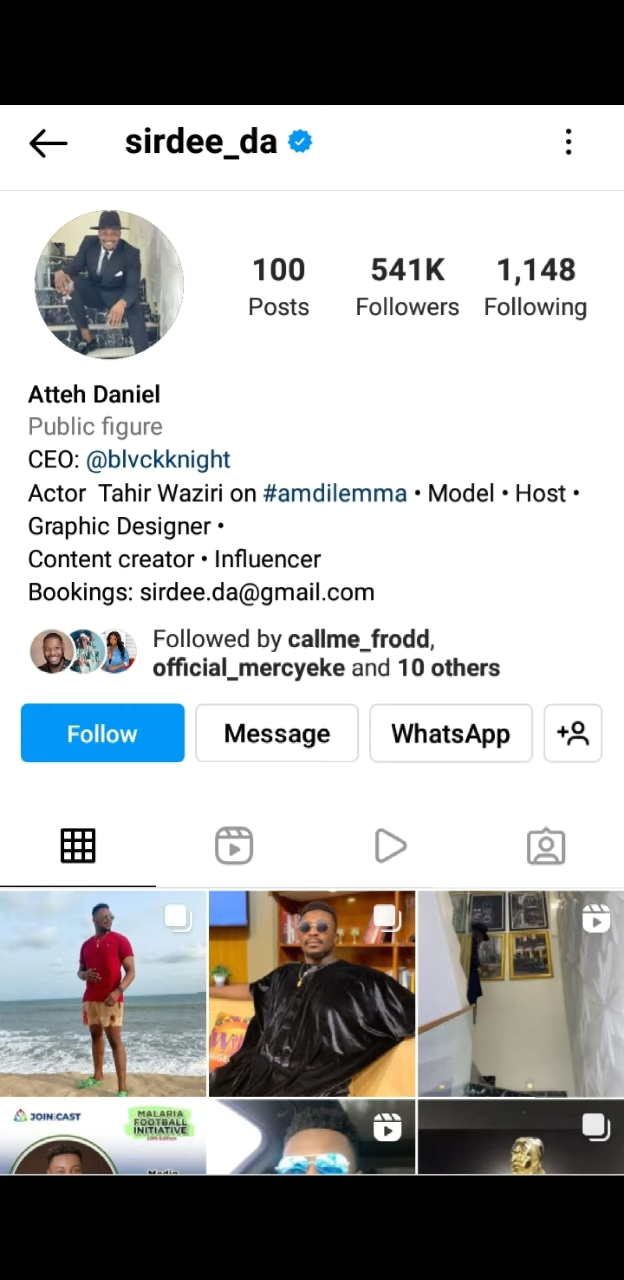 sirdee_da
100
541K
1,148
Posts
Followers
Following
Atteh Daniel
Public figure
CEO: @blvckknight
Actor  Tahir Waziri on #amdilemma • Model • Host •
Graphic Designer •
Content creator • Influencer
Bookings: sirdee.da@gmail.com
Followed by callme_frodd,
official_mercyeke and 10 others
Follow
Message
WhatsApp
JOINCAST
MALARIA
FOOTBALL
INITIATIVE
Media